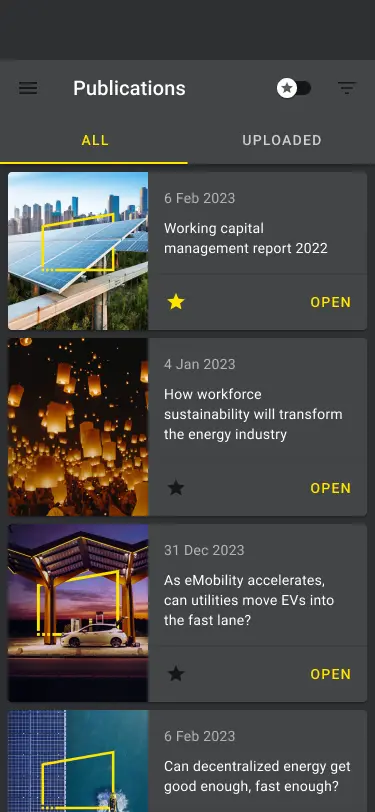 Publications
ALL
UPLOADED
6 Feb 2023
Working capital
management report 2022
OPEN
4 Jan 2023
How workforce
sustainability will transform
the energy industry
OPEN
31 Dec 2023
As eMobility accelerates,
can utilities move EVs into
the fast lane?
OPEN
6 Feb 2023
Can decentralized energy get
good enough, fast enough?